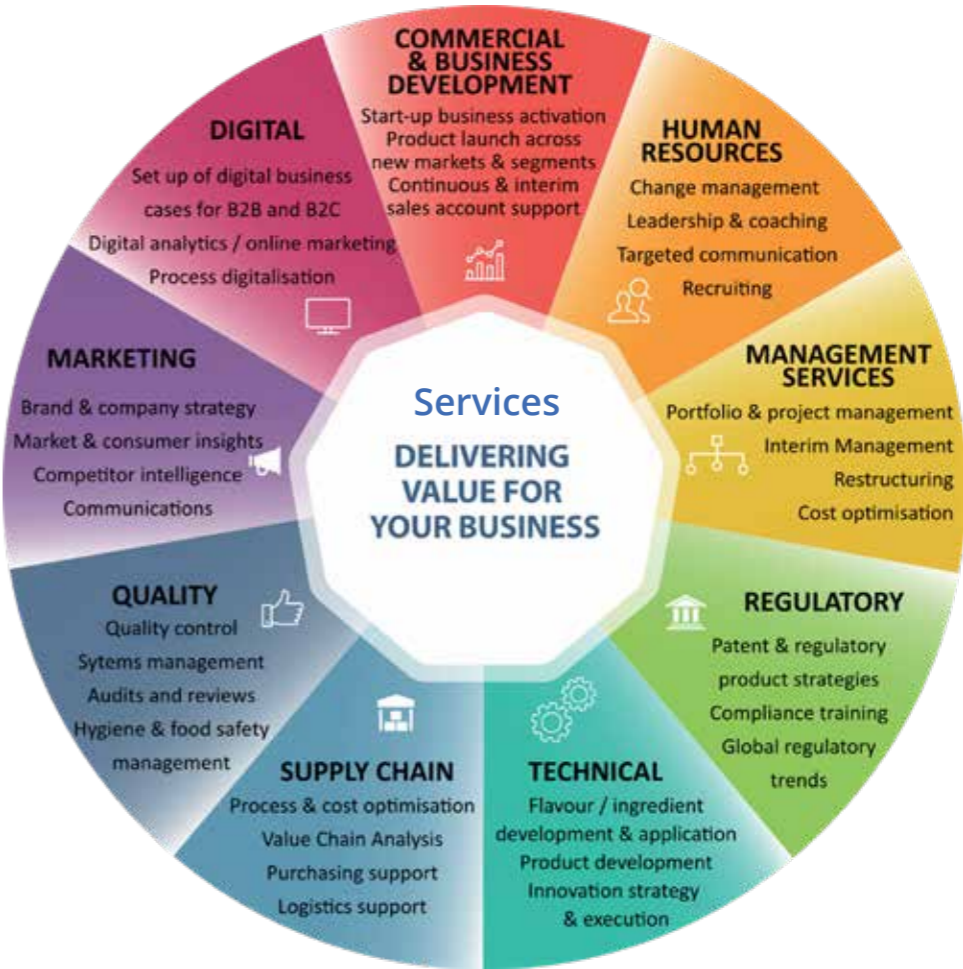 COMMERCIAL
& BUSINESS
DEVELOPMENT
Start-up business activation
Product launch across
new markets & segments
Continuous & interim
sales account support
HUMAN
RESOURCES
Change management
Leadership & coaching
Targeted communication
Recruiting
MANAGEMENT
SERVICES
Portfolio & project management
Interim Management
Restructuring
Cost optimisation
REGULATORY
Patent & regulatory
product strategies
Compliance training
Global regulatory
trends
TECHNICAL
Flavour / ingredient
development & application
Product development
Innovation strategy
& execution
SUPPLY CHAIN
Process & cost optimisation
Value Chain Analysis
Purchasing support
Logistics support
QUALITY
Quality control
Sytems management
Audits and reviews
Hygiene & food safety
management
MARKETING
Brand & company strategy
Market & consumer insights
Competitor intelligence
Communications
DIGITAL
Set up of digital business
cases for B2B and B2C
Digital analytics / online marketing
Process digitalisation
Services
DELIVERING
VALUE FOR
YOUR BUSINESS